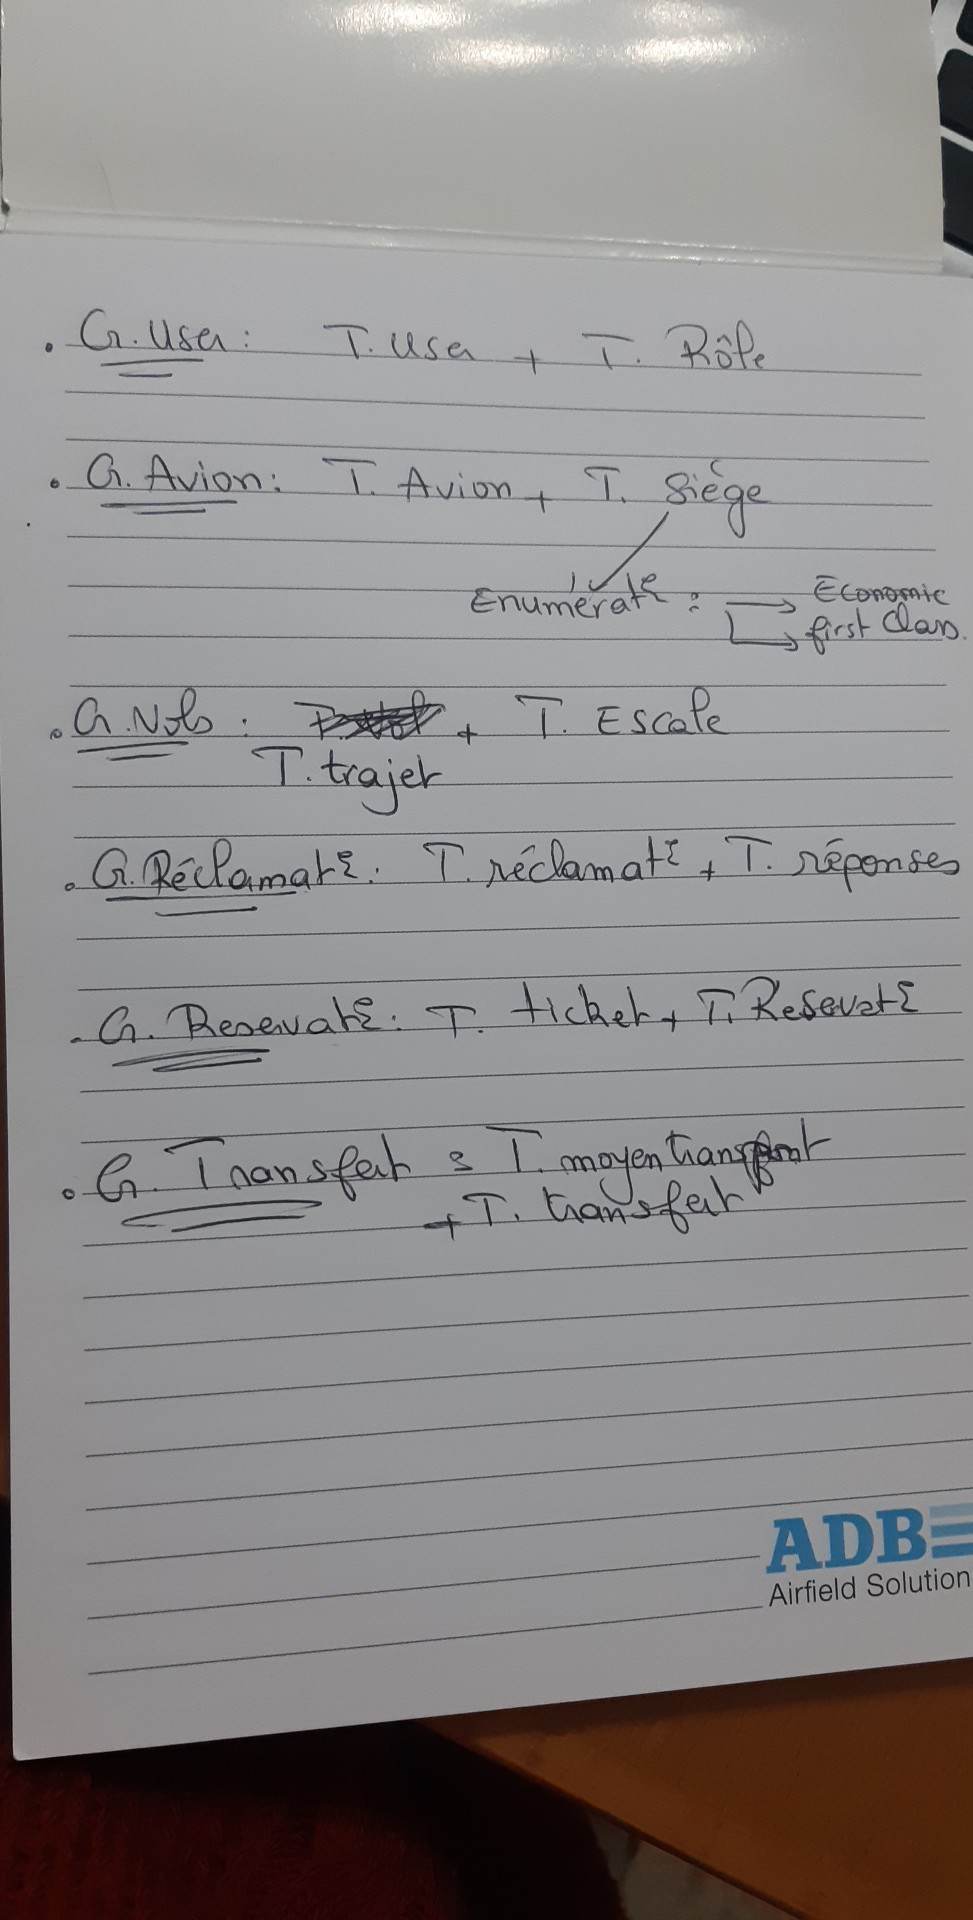 . G. User : T. User + T. Rôle
. G. Avion : T. Avion + T. Siége
Enumérat° : → Economic
→ first Class.
. G. Vols : + T. Escale
T. trajet
. G. Réclamat° : T. réclamat° + T. réponses
. G. Reservat° : T. ticket + T. Reservat°
. G. Transfert : T. moyen transport
+ T. transfert
ADB
Airfield Solution